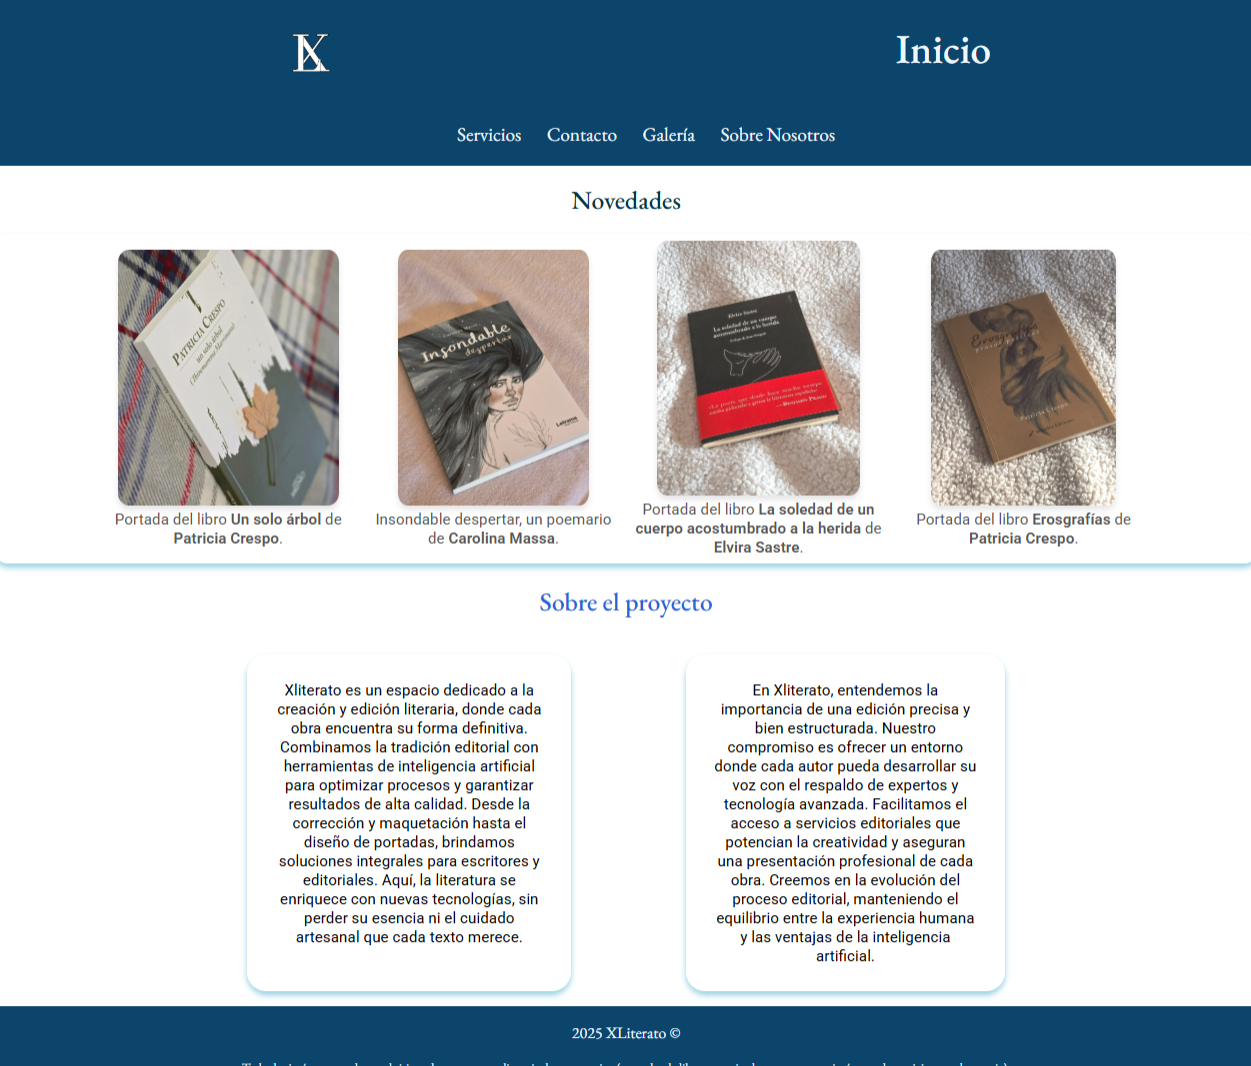 LX
Inicio
Servicios Contacto Galería Sobre Nosotros
Novedades
PATRICIA CRESPO
un solo árbol
Insondable
despertar
Letrame
Elvira Sastre
La soledad de un cuerpo
acostumbrado a la herida
—BENJAMÍN PRADO
Erosgrafías
Patricia Crespo
Portada del libro Un solo árbol de
Patricia Crespo.
Insondable despertar, un poemario
de Carolina Massa.
Portada del libro La soledad de un
cuerpo acostumbrado a la herida de
Elvira Sastre.
Portada del libro Erosgrafías de
Patricia Crespo.
Sobre el proyecto
Xliterato es un espacio dedicado a la
creación y edición literaria, donde cada
obra encuentra su forma definitiva.
Combinamos la tradición editorial con
herramientas de inteligencia artificial
para optimizar procesos y garantizar
resultados de alta calidad. Desde la
corrección y maquetación hasta el
diseño de portadas, brindamos
soluciones integrales para escritores y
editoriales. Aquí, la literatura se
enriquece con nuevas tecnologías, sin
perder su esencia ni el cuidado
artesanal que cada texto merece.
En Xliterato, entendemos la
importancia de una edición precisa y
bien estructurada. Nuestro
compromiso es ofrecer un entorno
donde cada autor pueda desarrollar su
voz con el respaldo de expertos y
tecnología avanzada. Facilitamos el
acceso a servicios editoriales que
potencian la creatividad y aseguran
una presentación profesional de cada
obra. Creemos en la evolución del
proceso editorial, manteniendo el
equilibrio entre la experiencia humana
y las ventajas de la inteligencia
artificial.
2025 XLiterato ©